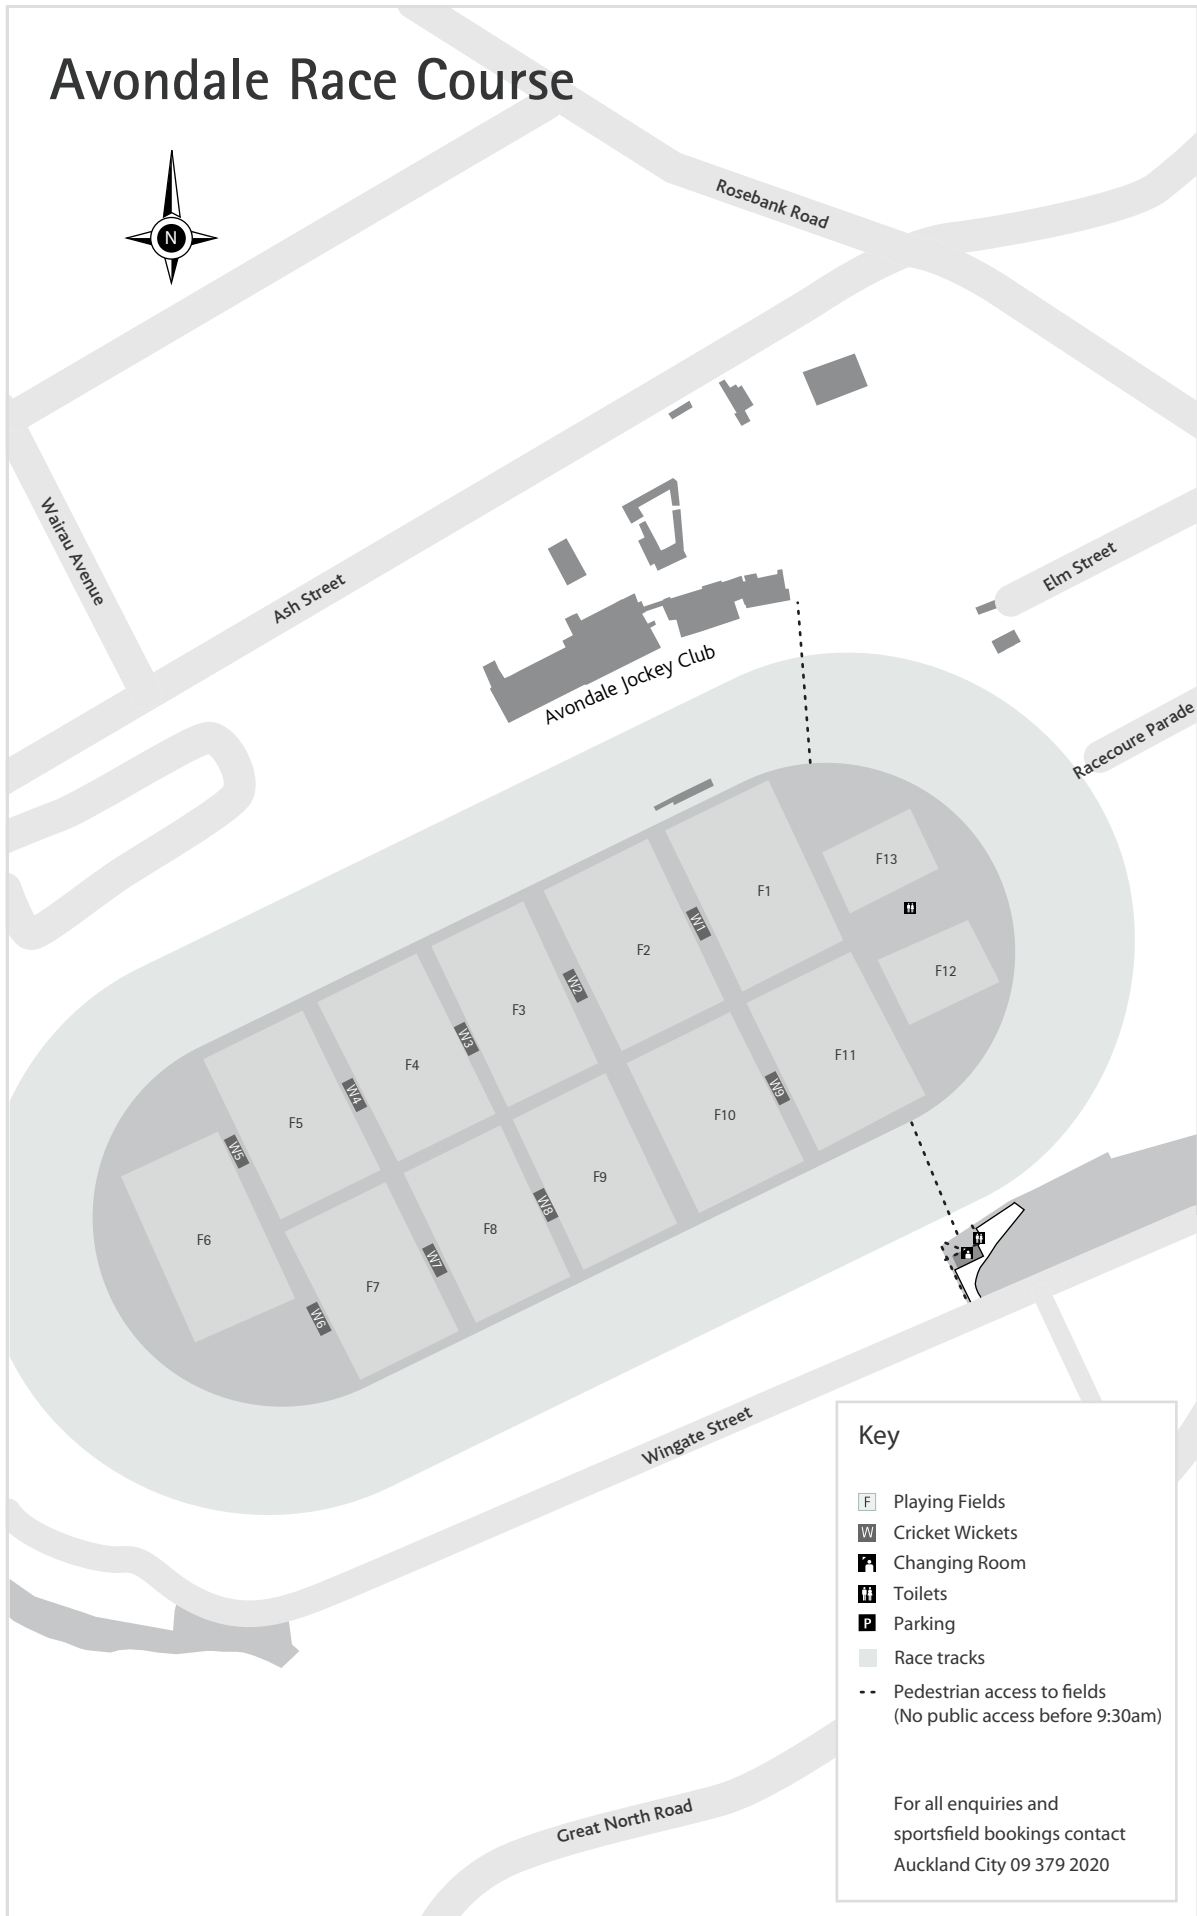 Avondale Race Course
N
Rosebank Road
Wairau Avenue
Ash Street
Elm Street
Avondale Jockey Club
Racecoure Parade
F13
F1
W1
F2
F12
W2
F3
W3
F11
F4
W9
W4
F10
F5
W5
F9
W8
F8
F6
W7
F7
W6
Wingate Street
Key
F Playing Fields
W Cricket Wickets
Changing Room
Toilets
P Parking
Race tracks
Pedestrian access to fields
(No public access before 9:30am)
For all enquiries and
sportsfield bookings contact
Auckland City 09 379 2020
Great North Road